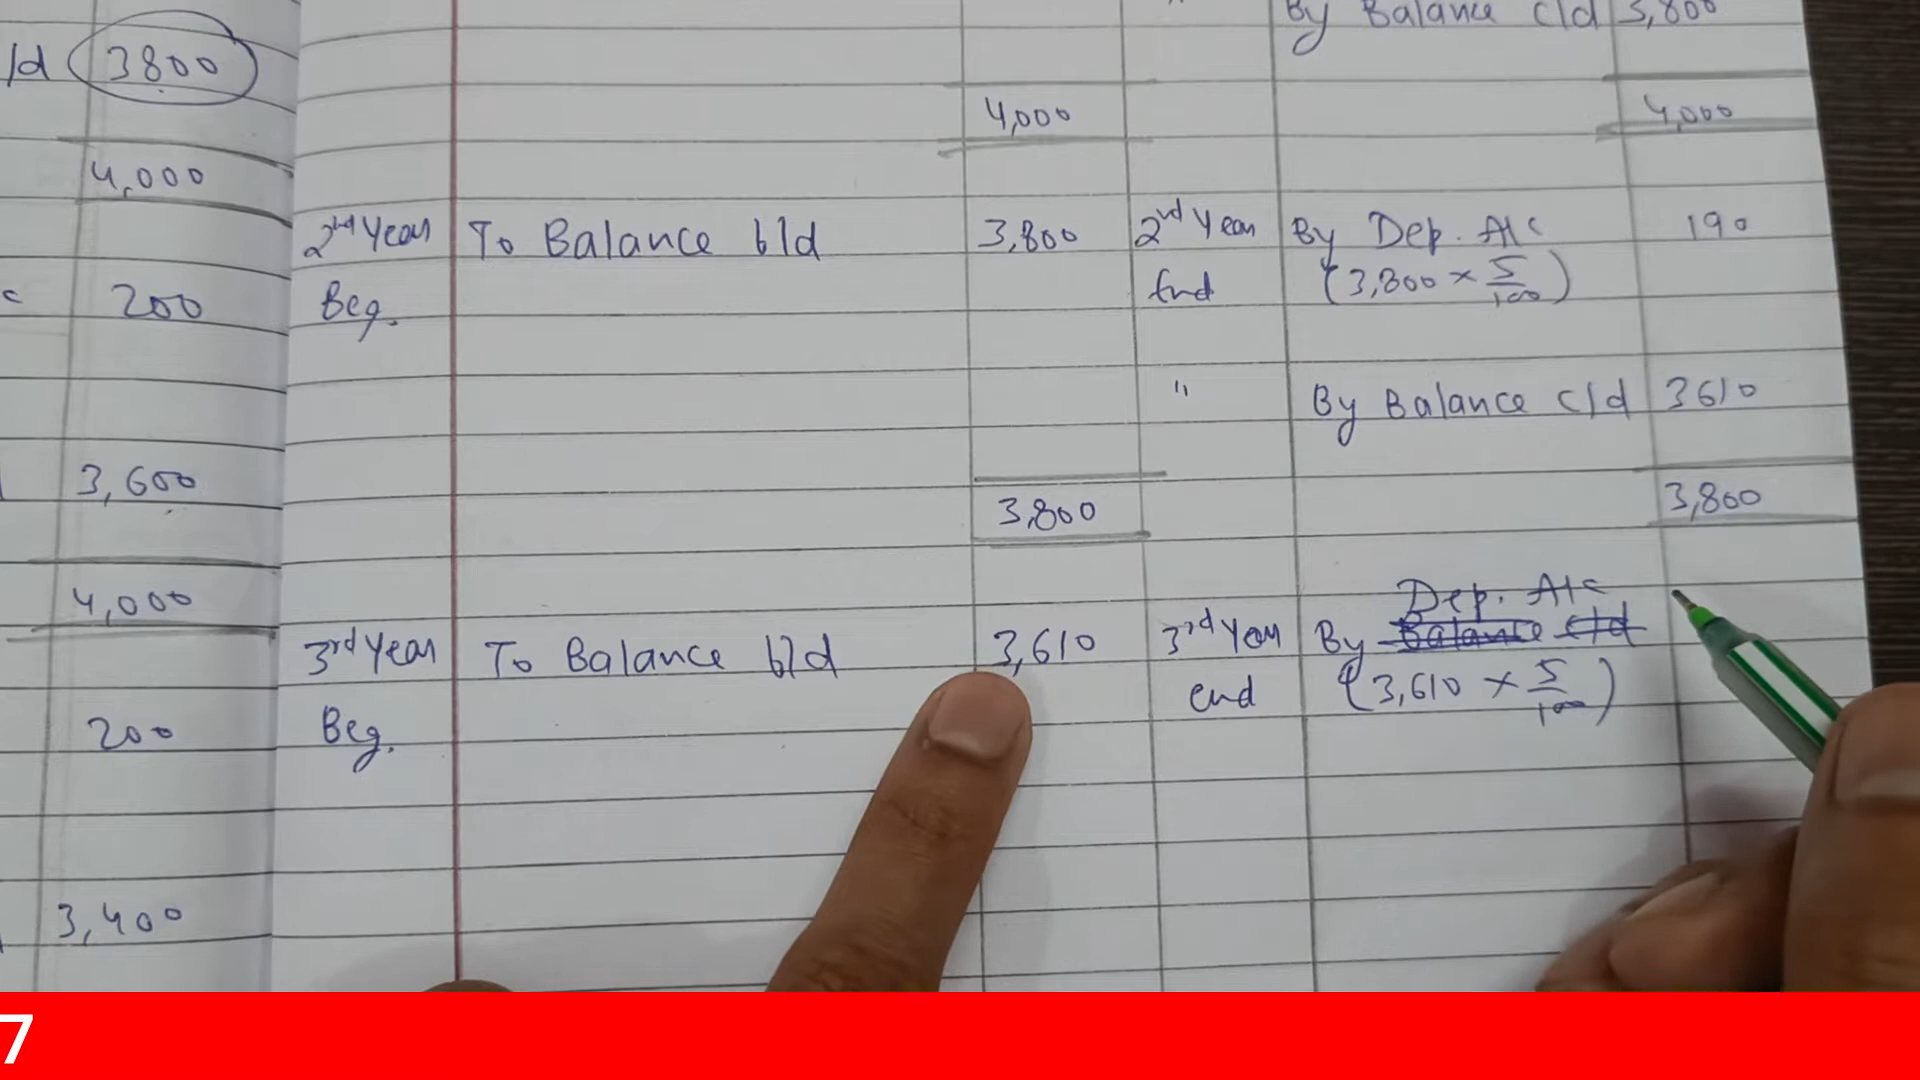 /d 3800
4,000
200
3,600
4,000
200
3,400
By Balance c/d 3,800
4,000 4,000
2nd Year To Balance b/d 3,800 2nd Year By Dep. A/c 190
Beg. End (3,800 × 5/100)
" By Balance c/d 3610
3,800 3,800
Dep. A/c
3rd Year To Balance b/d 3,610 3rd Year By Balance c/d
Beg. end (3,610 × 5/100)
7